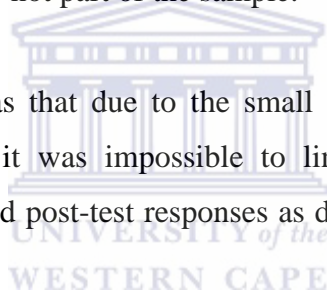 not part of the sample.
as that due to the small
it was impossible to lin
d post-test responses as d
UNIVERSITY of the
WESTERN CAPE